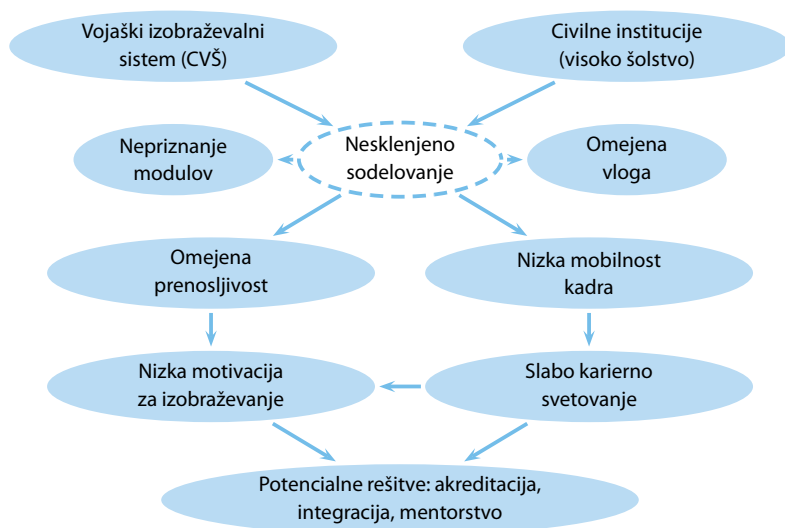 Vojaški izobraževalni
sistem (CVŠ)
Civilne institucije
(visoko šolstvo)
Nepriznanje
modulov
Nesklenjeno
sodelovanje
Omejena
vloga
Omejena
prenosljivost
Nizka mobilnost
kadra
Nizka motivacija
za izobraževanje
Slabo karierno
svetovanje
Potencialne rešitve: akreditacija,
integracija, mentorstvo